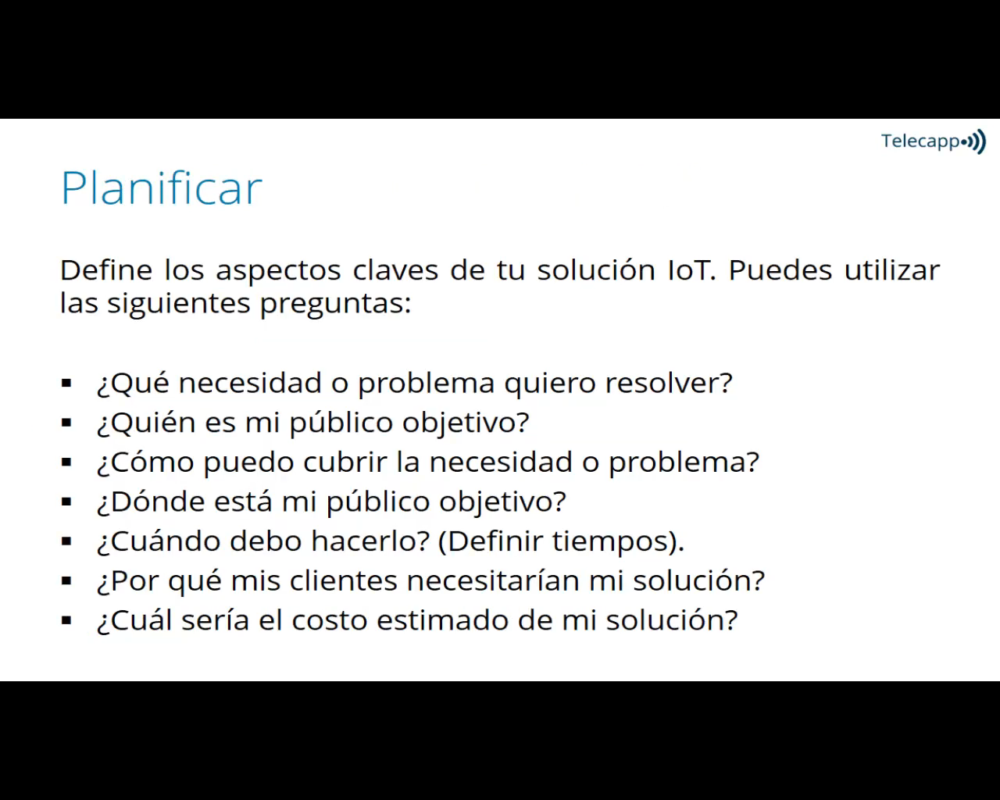 Telecapp
Planificar
Define los aspectos claves de tu solución IoT. Puedes utilizar
las siguientes preguntas:
▪ ¿Qué necesidad o problema quiero resolver?
▪ ¿Quién es mi público objetivo?
▪ ¿Cómo puedo cubrir la necesidad o problema?
▪ ¿Dónde está mi público objetivo?
▪ ¿Cuándo debo hacerlo? (Definir tiempos).
▪ ¿Por qué mis clientes necesitarían mi solución?
▪ ¿Cuál sería el costo estimado de mi solución?